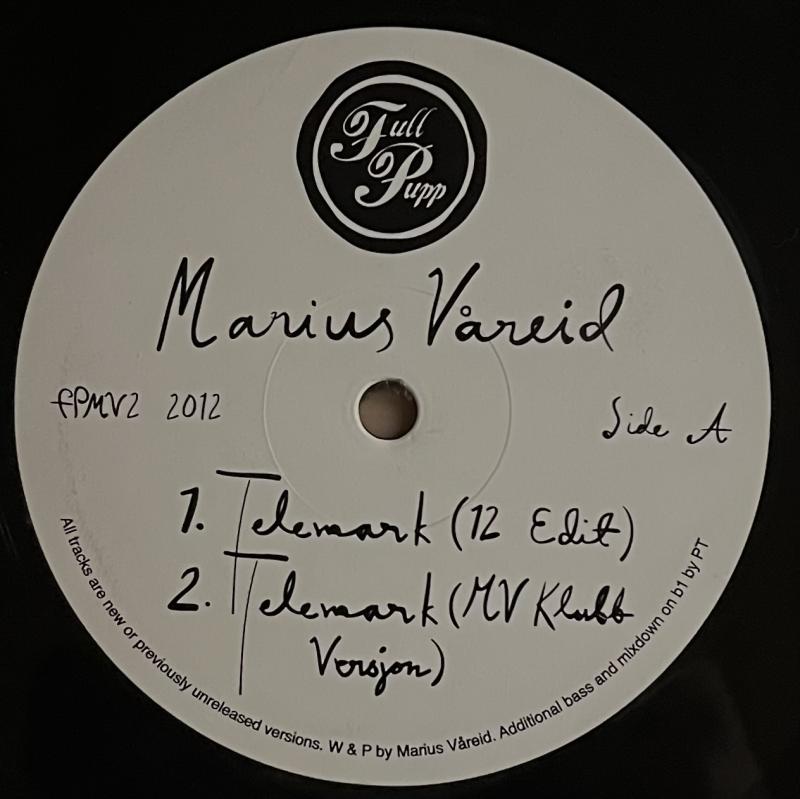 Full
Pupp
Marius Våreid
FPMV2 2012
Side A
1. Telemark (12 Edit)
2. Telemark (MV Klubb
Versjon)
All tracks are new or previously unreleased versions. W & P by Marius Våreid. Additional bass and mixdown on b1 by PT